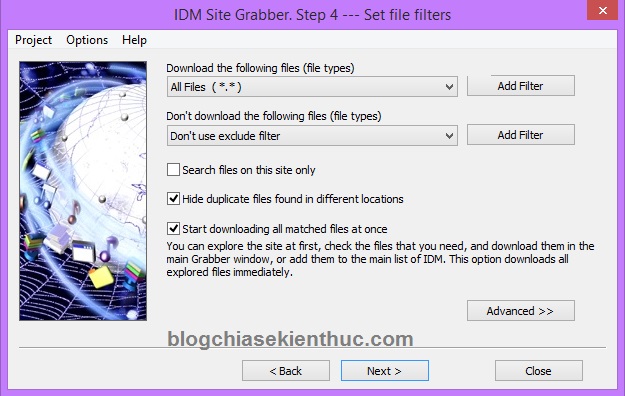 IDM Site Grabber. Step 4 --- Set file filters
Project Options Help
Download the following files (file types)
All Files ( *.* )
Add Filter
Don't download the following files (file types)
Don't use exclude filter
Add Filter
Search files on this site only
Hide duplicate files found in different locations
Start downloading all matched files at once
You can explore the site at first, check the files that you need, and download them in the
main Grabber window, or add them to the main list of IDM. This option downloads all
explored files immediately.
Advanced >>
blogchiasekienthuc.com
< Back Next > Close